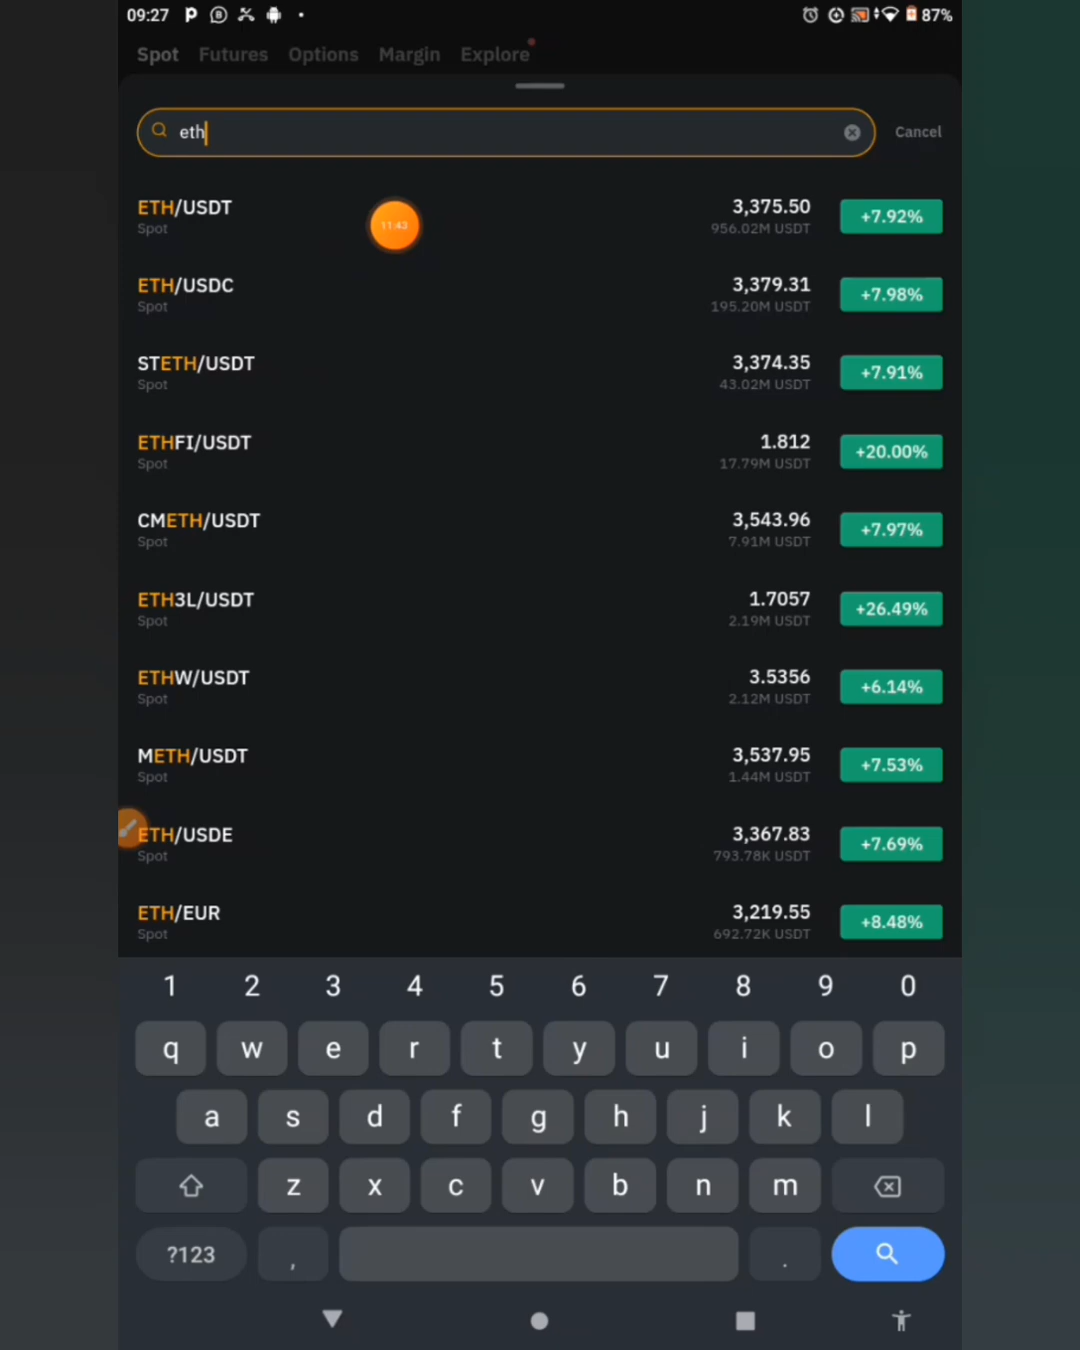 09:27
87%
Spot Futures Options Margin Explore
eth
Cancel
ETH/USDT 3,375.50 +7.92%
Spot 956.02M USDT
11:43
ETH/USDC 3,379.31 +7.98%
Spot 195.20M USDT
STETH/USDT 3,374.35 +7.91%
Spot 43.02M USDT
ETHFI/USDT 1.812 +20.00%
Spot 17.79M USDT
CMETH/USDT 3,543.96 +7.97%
Spot 7.91M USDT
ETH3L/USDT 1.7057 +26.49%
Spot 2.19M USDT
ETHW/USDT 3.5356 +6.14%
Spot 2.12M USDT
METH/USDT 3,537.95 +7.53%
Spot 1.44M USDT
ETH/USDE 3,367.83 +7.69%
Spot 793.78K USDT
ETH/EUR 3,219.55 +8.48%
Spot 692.72K USDT
1 2 3 4 5 6 7 8 9 0
q w e r t y u i o p
a s d f g h j k l
z x c v b n m
?123 , .